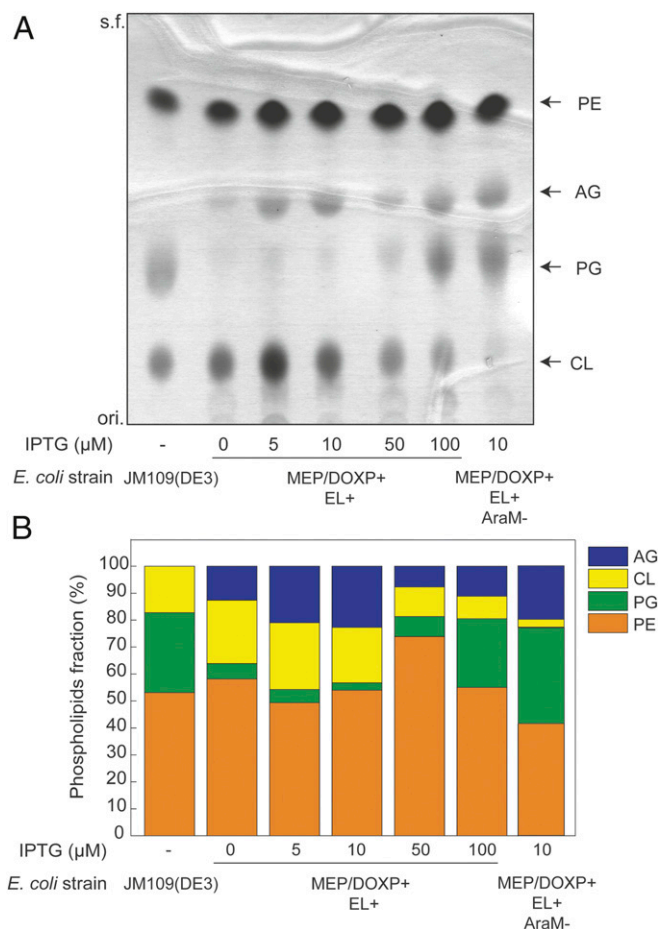 A
s.f.
PE
AG
PG
CL
ori.
IPTG (µM) - 0 5 10 50 100 10
E. coli strain JM109(DE3) MEP/DOXP+ MEP/DOXP+
EL+ EL+
AraM-
B
Phospholipids fraction (%)
100
90
80
70
60
50
40
30
20
10
0
AG
CL
PG
PE
IPTG (µM) - 0 5 10 50 100 10
E. coli strain JM109(DE3) MEP/DOXP+ MEP/DOXP+
EL+ EL+
AraM-